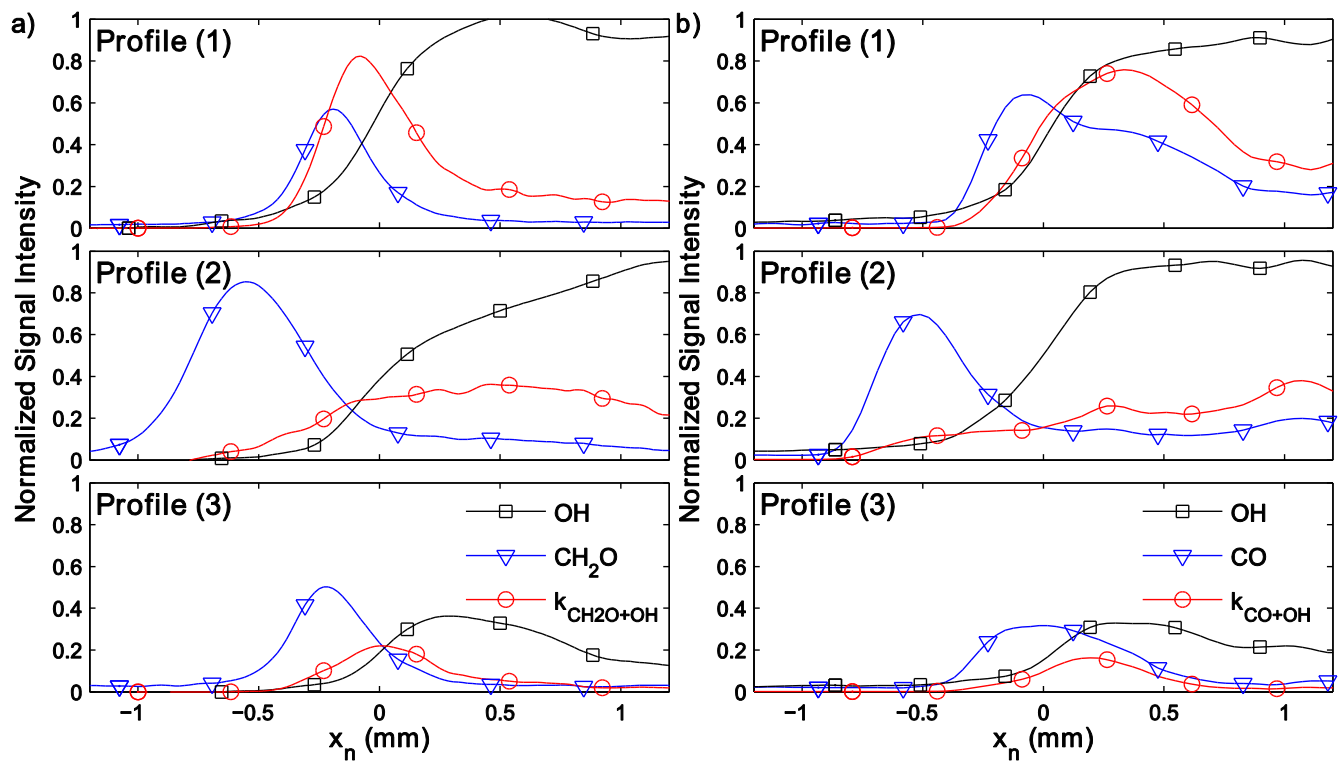 a)
Normalized Signal Intensity
Profile (1)
1
0.8
0.6
0.4
0.2
0
Profile (2)
1
0.8
0.6
0.4
0.2
0
Profile (3)
1
0.8
0.6
0.4
0.2
0
OH
CH₂O
k_CH2O+OH
−1 −0.5 0 0.5 1
xₙ (mm)
b)
Normalized Signal Intensity
Profile (1)
1
0.8
0.6
0.4
0.2
0
Profile (2)
1
0.8
0.6
0.4
0.2
0
Profile (3)
1
0.8
0.6
0.4
0.2
0
OH
CO
k_CO+OH
−1 −0.5 0 0.5 1
xₙ (mm)